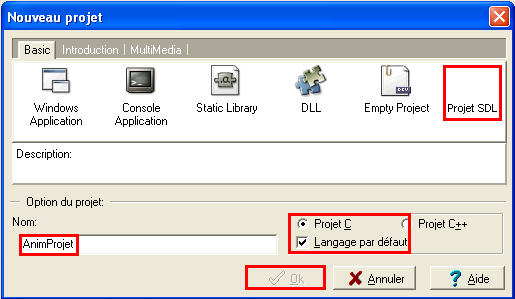 Nouveau projet
Basic Introduction MultiMedia
Windows Application Console Application Static Library DLL Empty Project Projet SDL
DEV
Description:
Option du projet:
Nom:
AnimProjet
Projet C Projet C++
Langage par défaut
Ok Annuler Aide